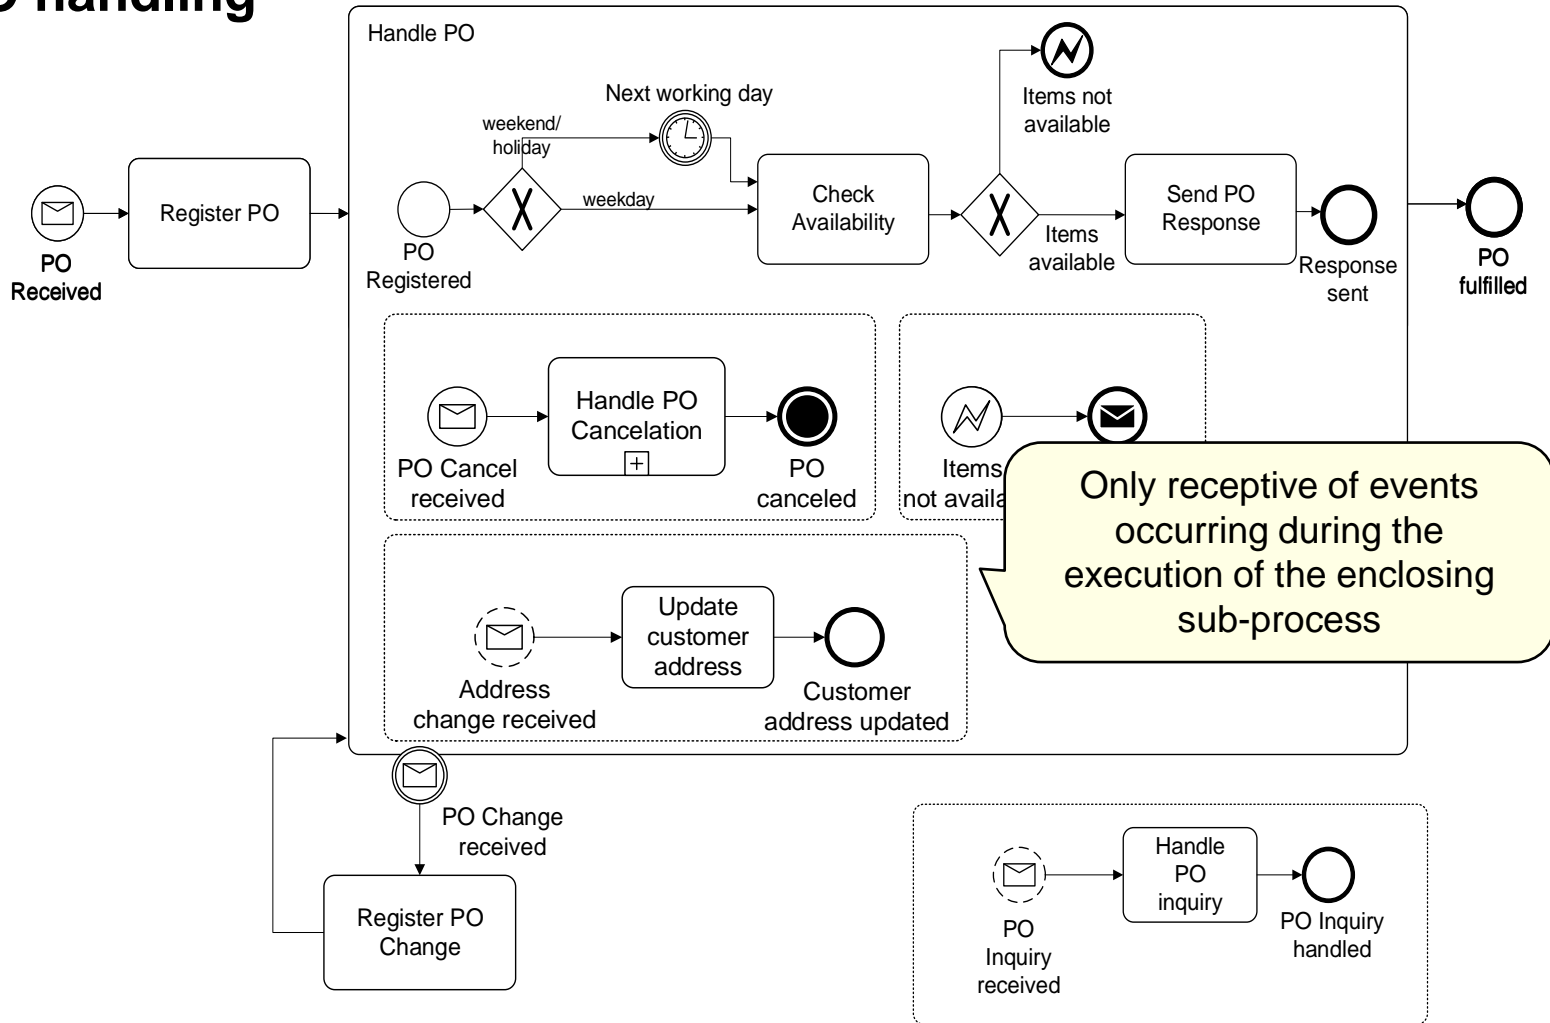 handling
Handle PO
Next working day
weekend/
holiday
weekday
Items not
available
PO
Received
Register PO
PO
Registered
X
Check
Availability
X
Items
available
Send PO
Response
Response
sent
PO
fulfilled
PO Cancel
received
Handle PO
Cancelation
+
PO
canceled
Items
not availa
Only receptive of events
occurring during the
execution of the enclosing
sub-process
Address
change received
Update
customer
address
Customer
address updated
PO Change
received
Register PO
Change
PO
Inquiry
received
Handle
PO
inquiry
PO Inquiry
handled